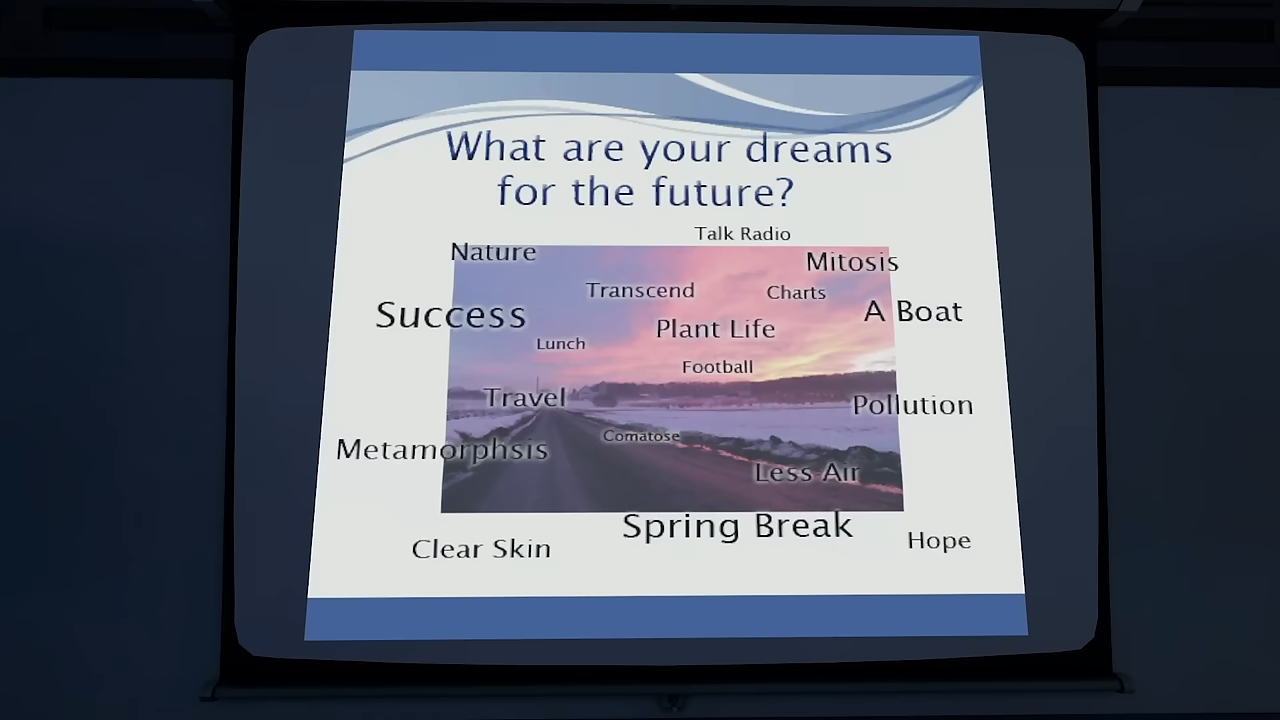 What are your dreams
for the future?
Talk Radio
Nature
Mitosis
Transcend
Charts
Success
A Boat
Plant Life
Lunch
Football
Travel
Pollution
Comatose
Metamorphsis
Less Air
Spring Break
Clear Skin
Hope